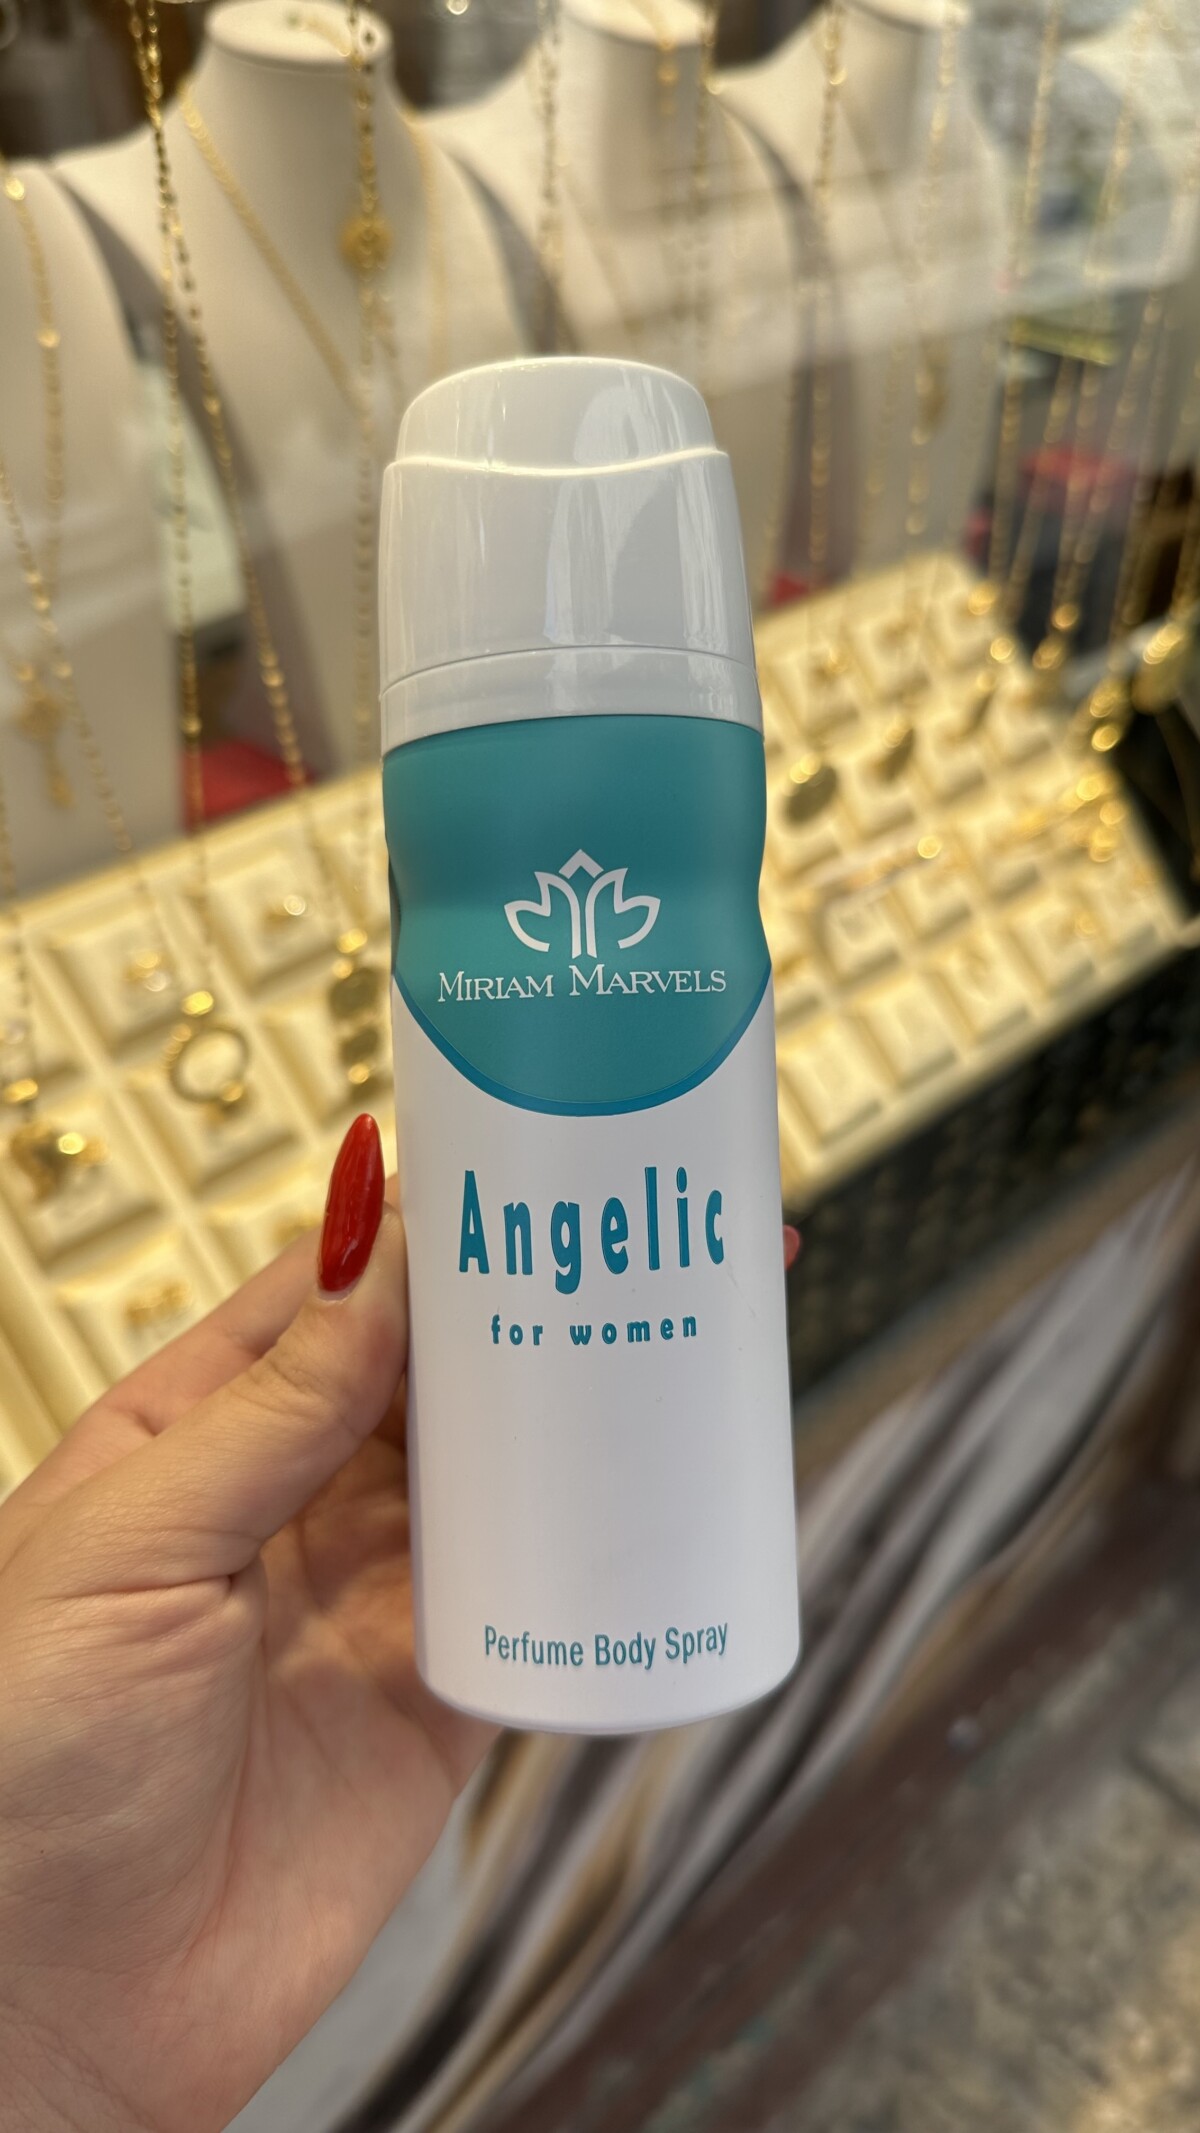 MIRIAM MARVELS
Angelic
for women
Perfume Body Spray